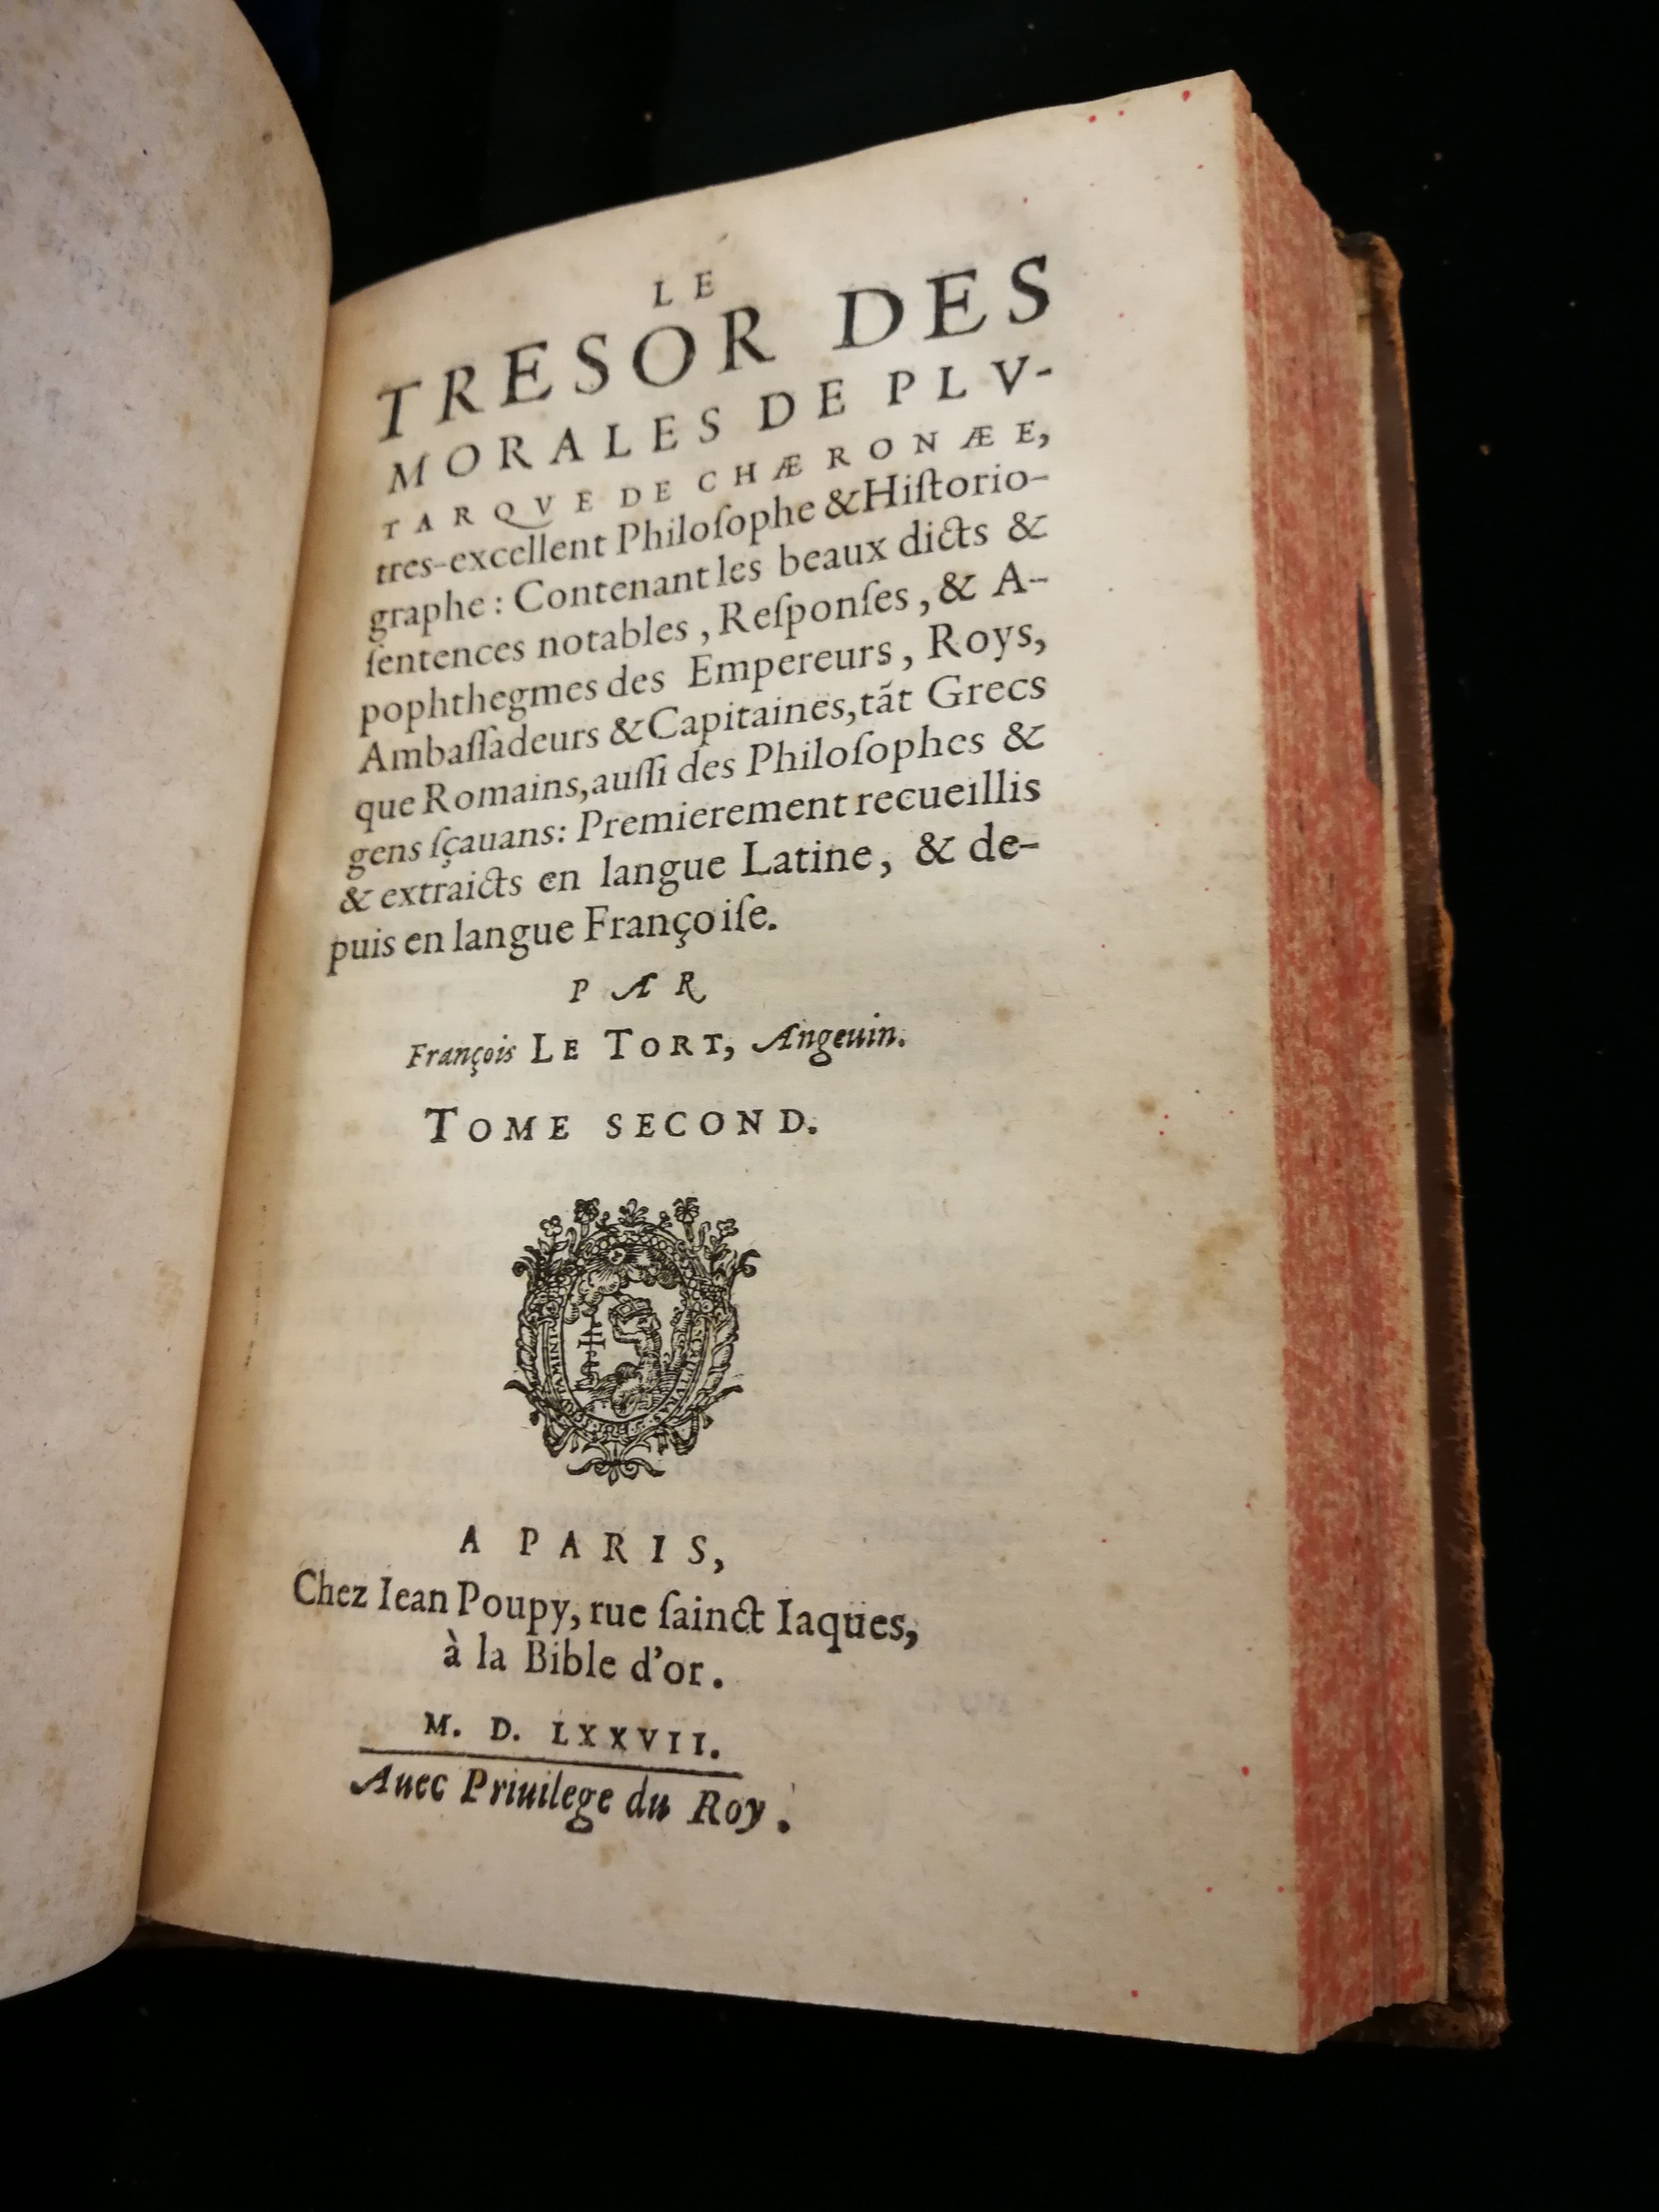 LE
TRESOR DES
MORALES DE PLV-
TARQVE DE CHÆRONÆE,
tres-excellent Philoſophe & Hiſtorio-
graphe : Contenant les beaux dicts &
ſentences notables , Reſponſes , & A-
pophthegmes des Empereurs , Roys,
Ambaſſadeurs & Capitaines, tãt Grecs
que Romains, auſſi des Philoſophes &
gens ſçauans: Premierement recueillis
& extraicts en langue Latine, & de-
puis en langue Françoiſe.
PAR
François LE TORT, Angeuin.
TOME SECOND.
A PARIS,
Chez Iean Poupy, rue ſainct Iaques,
à la Bible d'or.
M. D. LXXVII.
Auec Priuilege du Roy.